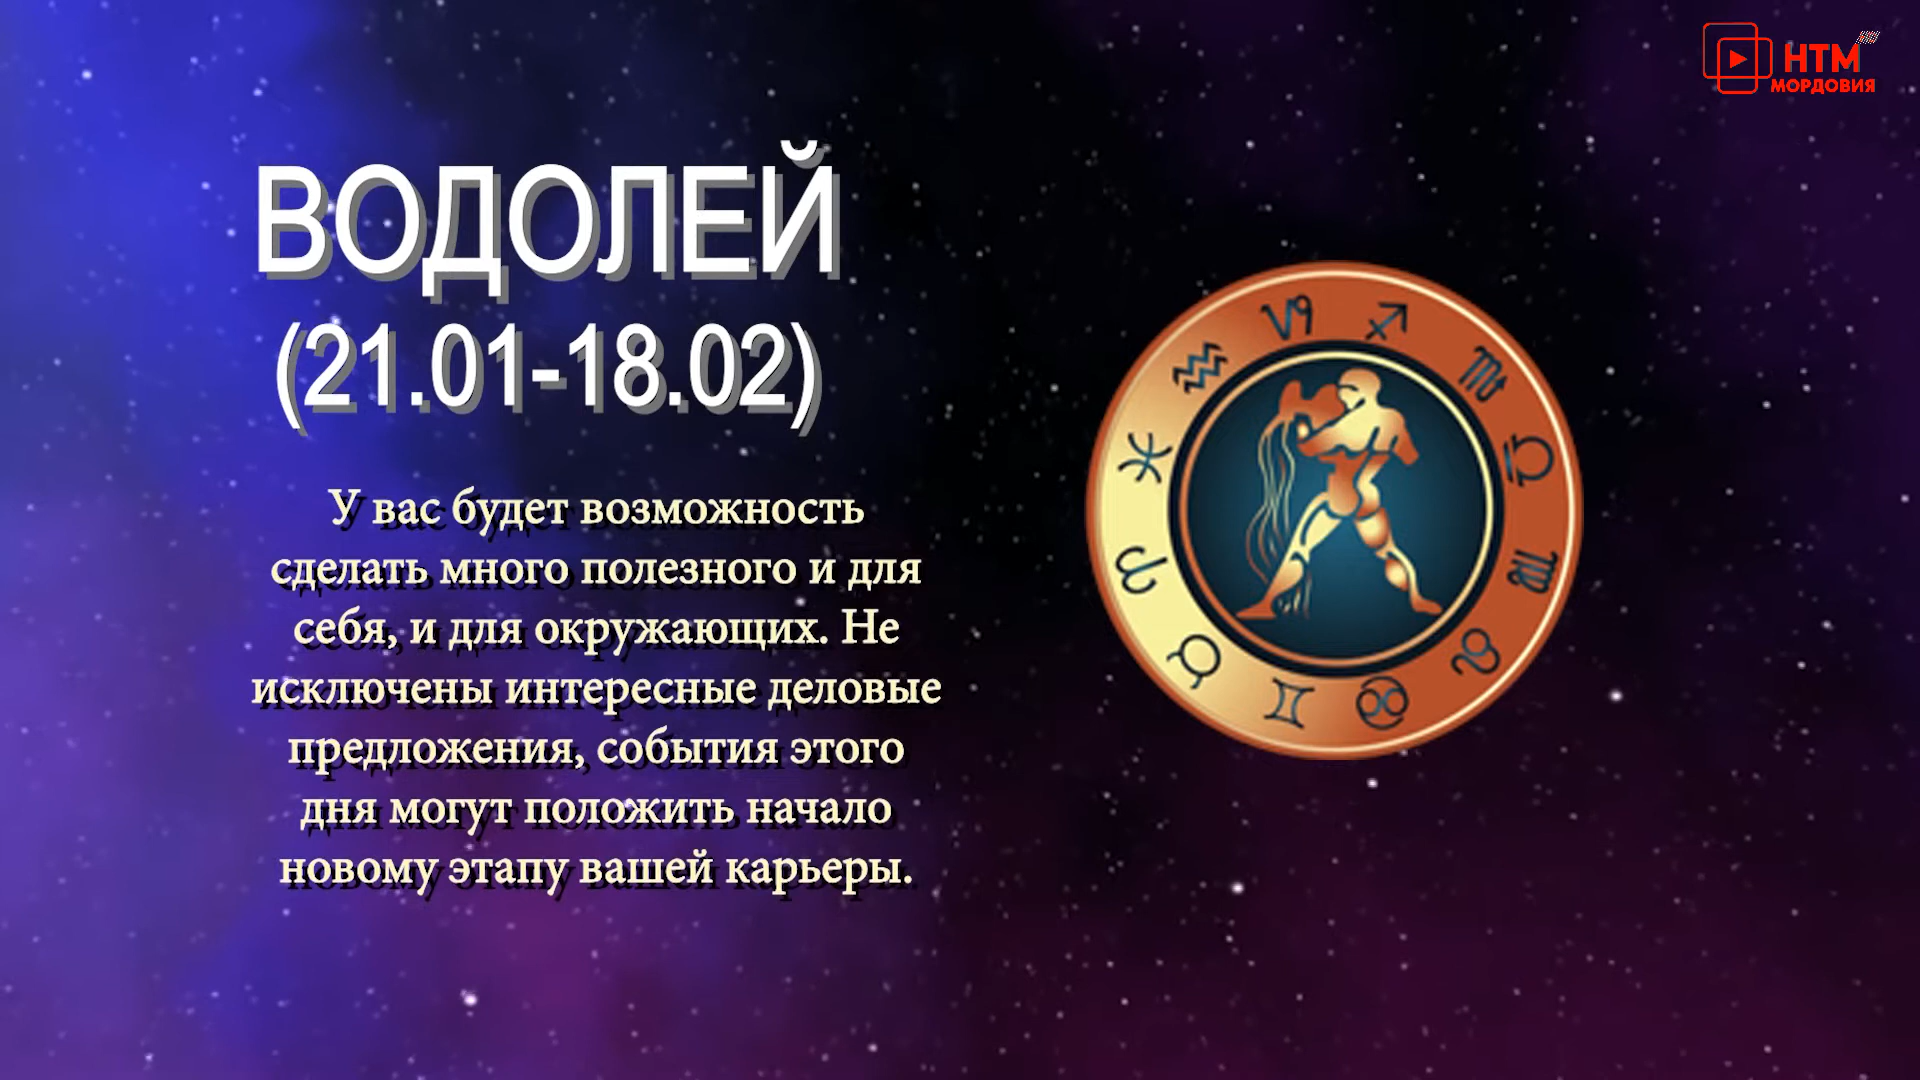 НТМ
МОРДОВИЯ
ВОДОЛЕЙ
(21.01-18.02)
У вас будет возможность
сделать много полезного и для
себя, и для окружающих. Не
исключены интересные деловые
предложения, события этого
дня могут положить начало
новому этапу вашей карьеры.